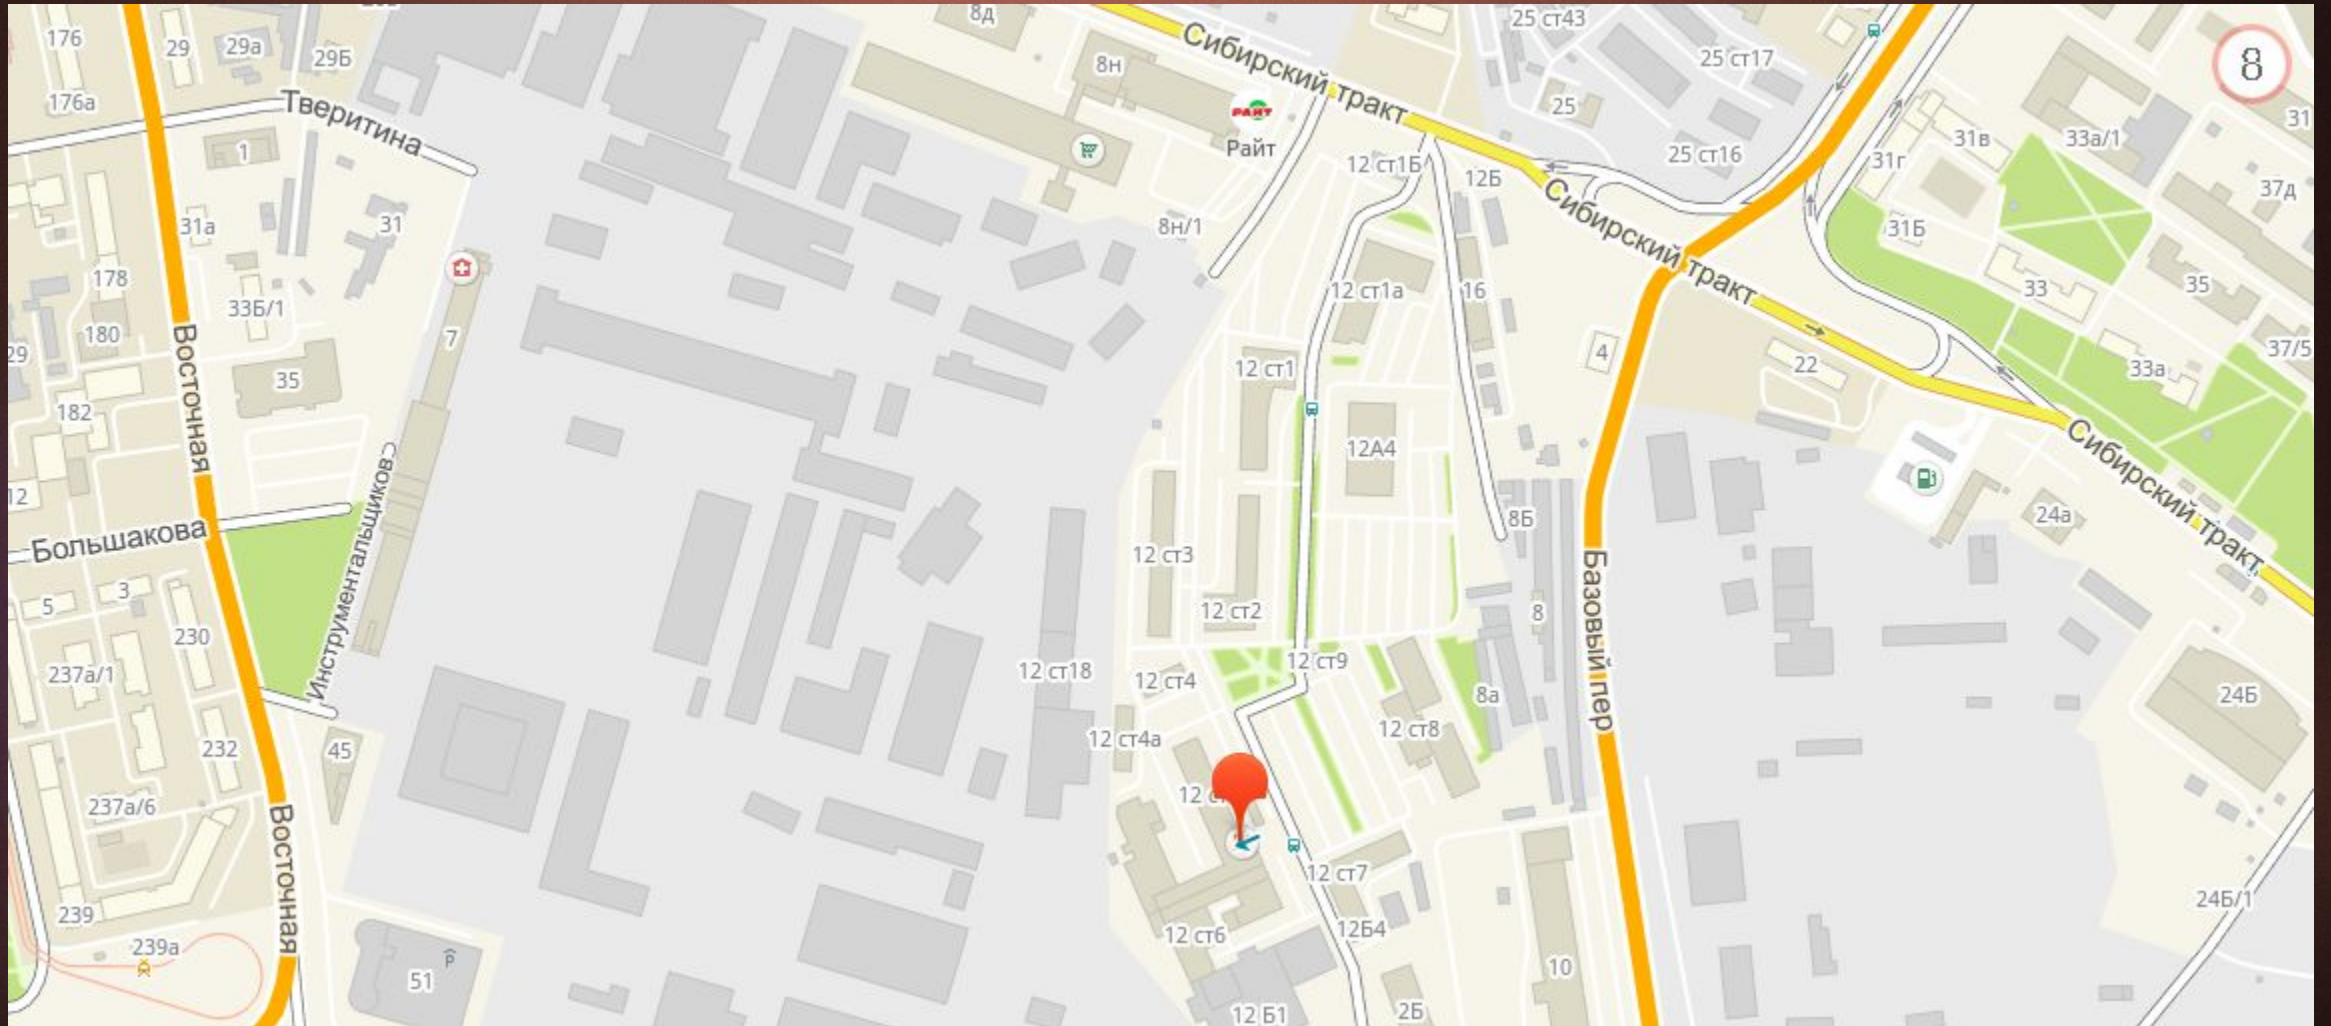 8д
25 ст43
176
29
29а
29Б
Сибирский тракт
8н
25 ст17
8
176а
Тверитина
25
31
РАЙТ
Райт
1
12 ст1Б
12Б
25 ст16
31г
31в
33а/1
37д
31а
31
8н/1
Сибирский тракт
31Б
178
33Б/1
12 ст1а
16
33
35
180
29
7
4
22
37/5
Восточная
35
12 ст1
33а
182
12А4
Сибирский тракт
12
Инструментальщиков
Большакова
8Б
24а
12 ст3
Базовый пер
5
3
12 ст2
8
230
237а/1
12 ст18
12 ст9
12 ст4
8а
24Б
232
45
12 ст4а
12 ст8
237а/6
Восточная
12 ст7
24Б/1
239
12 ст6
12Б4
239а
51
10
12 Б1
2Б